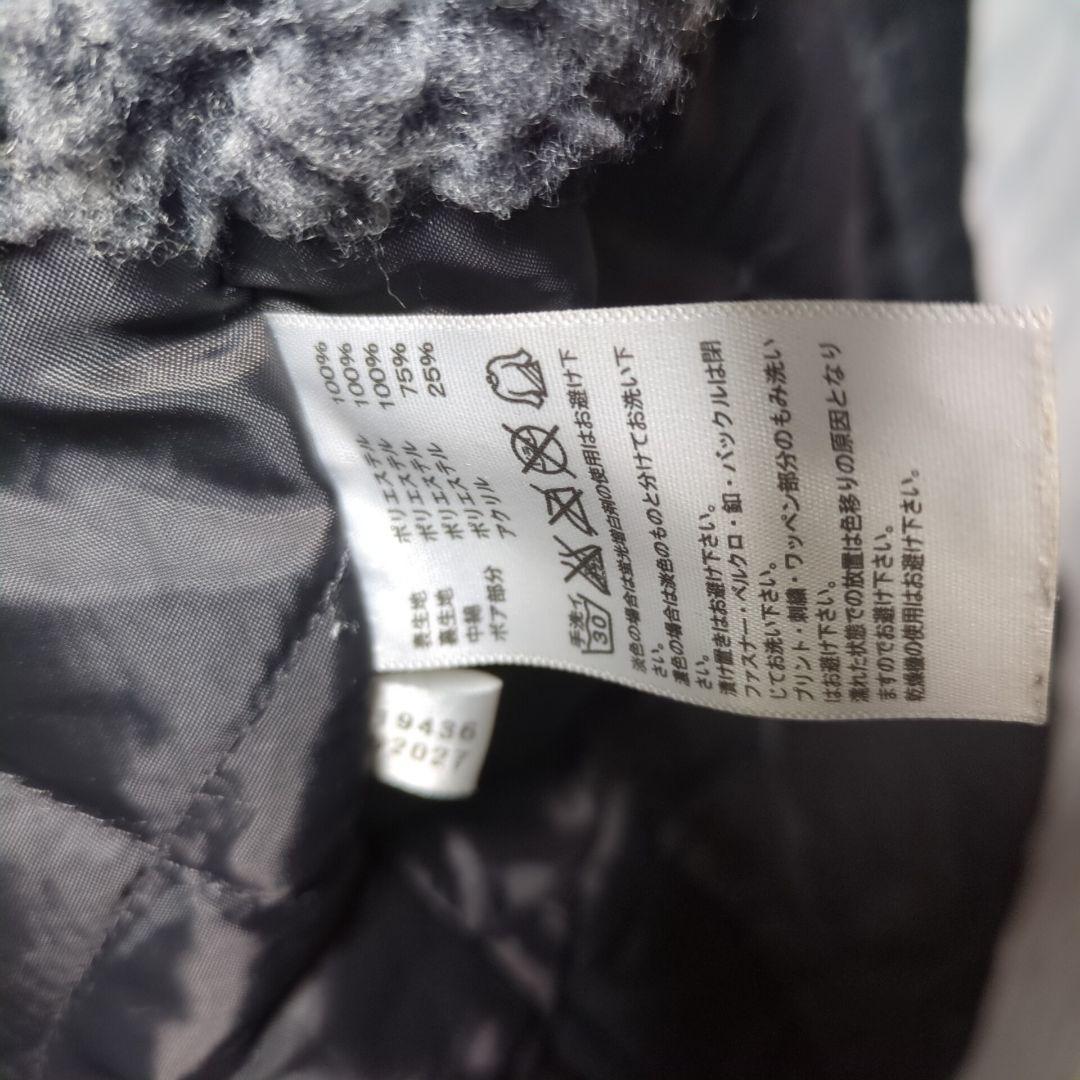 表生地 ポリエステル 100%
裏生地 ポリエステル 100%
中綿 ポリエステル 100%
ボア部分 ポリエステル 75%
アクリル 25%
手洗イ
30
淡色の場合は蛍光増白剤の使用はお避け下
さい。
濃色の場合は淡色のものと分けてお洗い下
さい。
漬け置きはお避け下さい。
ファスナー・ベルクロ・釦・バックルは閉
じてお洗い下さい。
プリント・刺繍・ワッペン部分のもみ洗い
はお避け下さい。
濡れた状態での放置は色移りの原因となり
ますのでお避け下さい。
乾燥機の使用はお避け下さい。
19436
2027